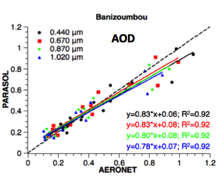 Banizoumbou
AOD
0.440 µm
0.670 µm
0.870 µm
1.020 µm
PARASOL
1.2
1
0.8
0.6
0.4
0.2
0
y=0.83*x+0.06; R²=0.92
y=0.83*x+0.08; R²=0.92
y=0.80*x+0.08; R²=0.92
y=0.78*x+0.07; R²=0.92
0 0.2 0.4 0.6 0.8 1 1.2
AERONET